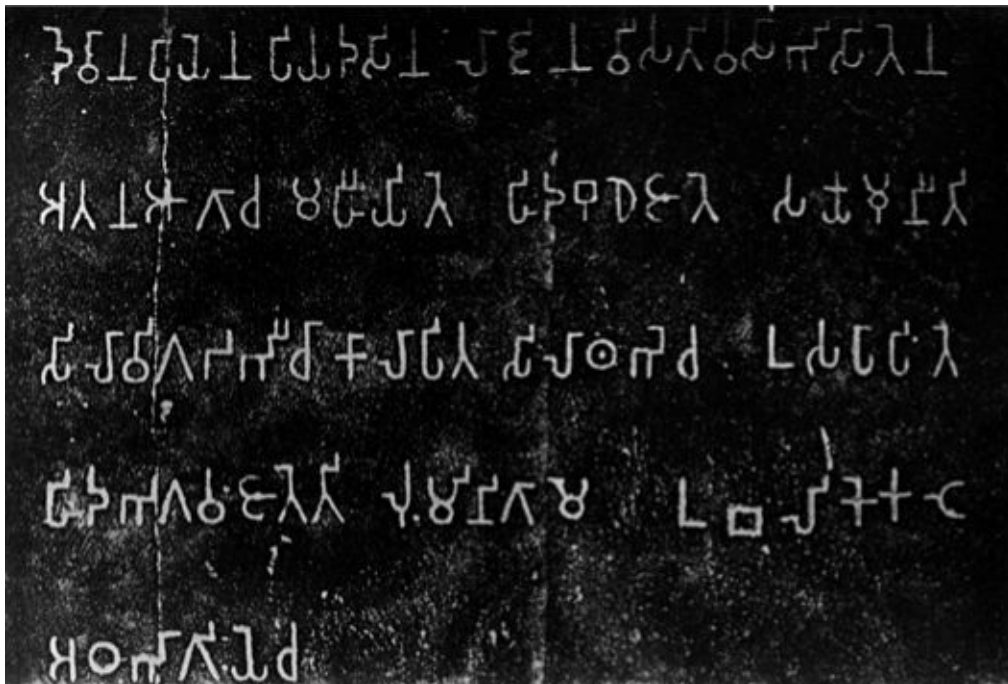 𑀤𑁂𑀯𑀸𑀦𑀧𑀺𑀬𑁂𑀦 𑀧𑀺𑀬𑀤𑀲𑀺𑀦 𑀮𑀸𑀚𑀺𑀦 𑀯𑀻𑀲𑀢𑀺𑀯𑀲𑀸𑀪𑀺𑀲𑀺𑀢𑁂𑀦
𑀅𑀢𑀦 𑀆𑀕𑀸𑀘 𑀫𑀳𑀻𑀬𑀺𑀢𑁂 𑀳𑀺𑀤 𑀩𑀼𑀥𑁂 𑀚𑀸𑀢𑁂 𑀲𑀓𑁆𑀬𑀫𑀼𑀦𑀻𑀢𑀺
𑀲𑀺𑀮𑀸 𑀯𑀺𑀕𑀟𑀪𑀻𑀘𑀸 𑀓𑀸𑀮𑀸𑀧𑀺𑀢 𑀲𑀺𑀮𑀸𑀣𑀪𑁂 𑀘 𑀉𑀲𑀧𑀸𑀧𑀺𑀢𑁂
𑀳𑀺𑀤 𑀪𑀕𑀯𑀁 𑀚𑀸𑀢𑁂𑀢𑀺 𑀮𑀼𑀁𑀫𑀺𑀦𑀺𑀕𑀸𑀫𑁂 𑀉𑀩𑀮𑀺𑀓𑁂 𑀓𑀝𑁂
𑀅𑀞𑀪𑀸𑀕𑀺𑀬𑁂 𑀘